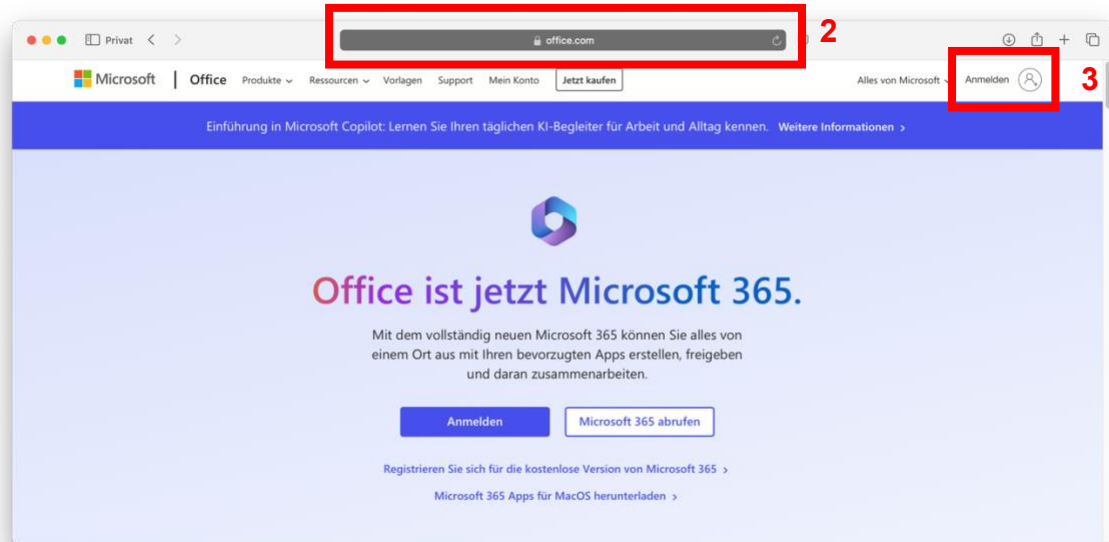 2
Privat
office.com
Microsoft | Office Produkte Ressourcen Vorlagen Support Mein Konto Jetzt kaufen Alles von Microsoft Anmelden
3
Einführung in Microsoft Copilot: Lernen Sie Ihren täglichen KI-Begleiter für Arbeit und Alltag kennen. Weitere Informationen >
Office ist jetzt Microsoft 365.
Mit dem vollständig neuen Microsoft 365 können Sie alles von
einem Ort aus mit Ihren bevorzugten Apps erstellen, freigeben
und daran zusammenarbeiten.
Anmelden Microsoft 365 abrufen
Registrieren Sie sich für die kostenlose Version von Microsoft 365 >
Microsoft 365 Apps für MacOS herunterladen >